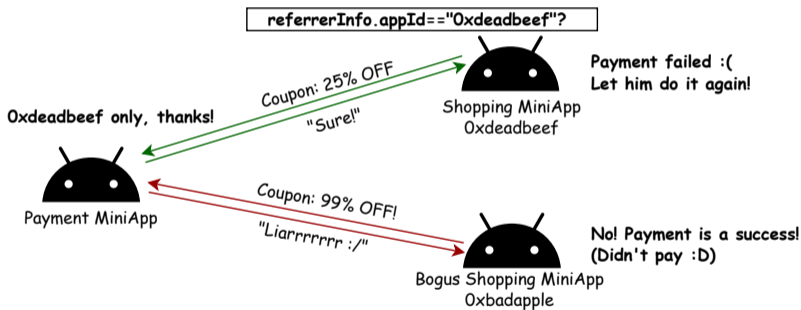 referrerInfo.appId=="0xdeadbeef"?
Payment failed :(
Let him do it again!
Coupon: 25% OFF
"Sure!"
Shopping MiniApp
0xdeadbeef
0xdeadbeef only, thanks!
Payment MiniApp
Coupon: 99% OFF!
"Liarrrrrrr :/"
No! Payment is a success!
(Didn't pay :D)
Bogus Shopping MiniApp
0xbadapple